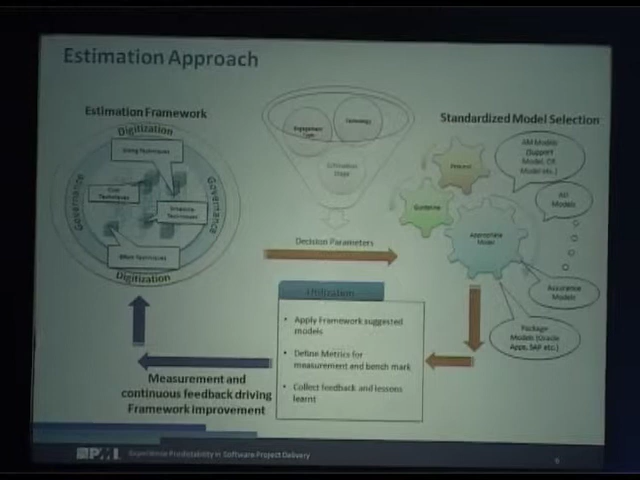 Estimation Approach
Estimation Framework
Digitization
Sizing Techniques
Cost
Techniques
Schedule
Techniques
Effort Techniques
Governance
Governance
Digitization
Engagement
Type
Technology
Estimation
Stage
Decision Parameters
Standardized Model Selection
Process
Guideline
Appropriate
Model
AM Models
(Support
Model, CR
Model etc.)
AD
Models
Assurance
Models
Package
Models (Oracle
Apps, SAP etc.)
Utilization
• Apply Framework suggested
models
• Define Metrics for
measurement and bench mark
• Collect feedback and lessons
learnt
Measurement and
continuous feedback driving
Framework improvement
PMI
Experience Predictability in Software Project Delivery